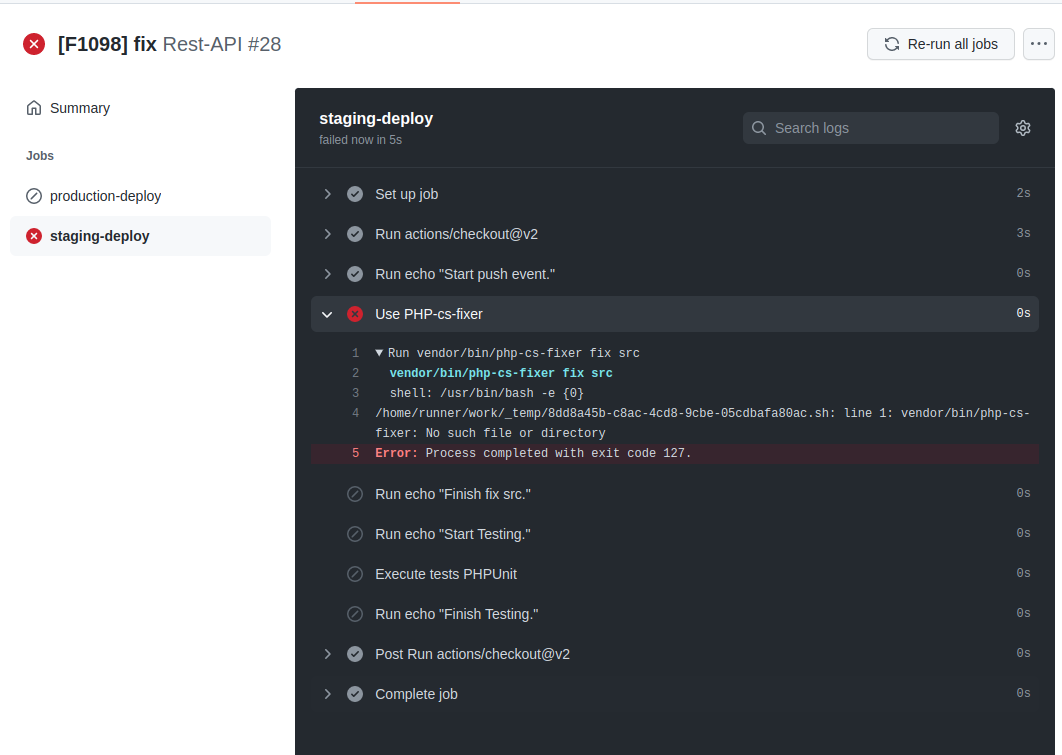 [F1098] fix Rest-API #28
Re-run all jobs
Summary
Jobs
production-deploy
staging-deploy
staging-deploy
failed now in 5s
Search logs
Set up job 2s
Run actions/checkout@v2 3s
Run echo "Start push event." 0s
Use PHP-cs-fixer 0s
1 Run vendor/bin/php-cs-fixer fix src
2 vendor/bin/php-cs-fixer fix src
3 shell: /usr/bin/bash -e {0}
4 /home/runner/work/_temp/8dd8a45b-c8ac-4cd8-9cbe-05cdbafa80ac.sh: line 1: vendor/bin/php-cs-
fixer: No such file or directory
5 Error: Process completed with exit code 127.
Run echo "Finish fix src." 0s
Run echo "Start Testing." 0s
Execute tests PHPUnit 0s
Run echo "Finish Testing." 0s
Post Run actions/checkout@v2 0s
Complete job 0s